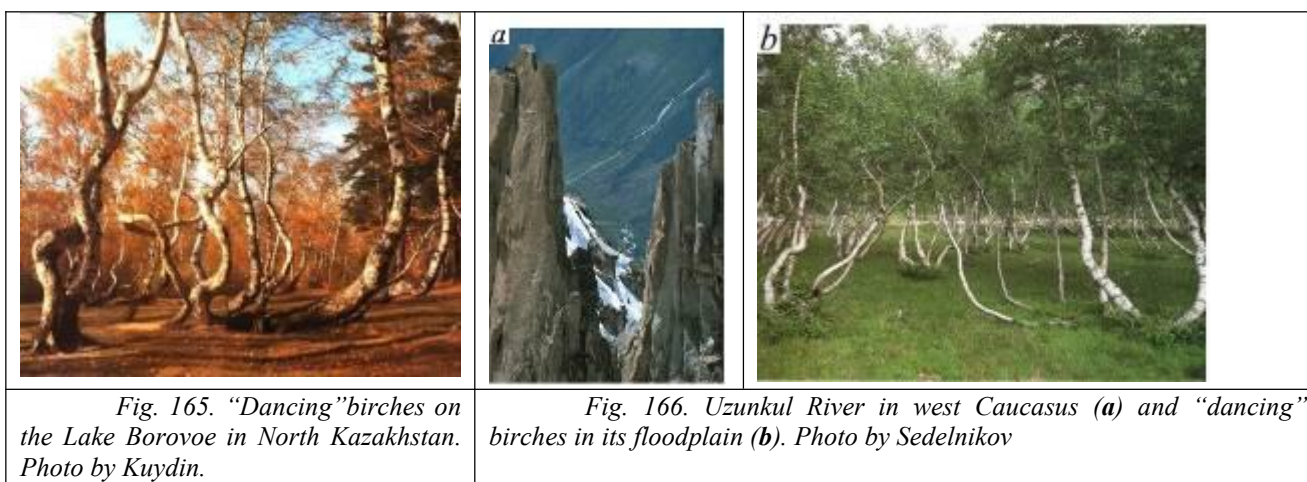 a
b
Fig. 165. “Dancing”birches on
the Lake Borovoe in North Kazakhstan.
Photo by Kuydin.
Fig. 166. Uzunkul River in west Caucasus (a) and “dancing”
birches in its floodplain (b). Photo by Sedelnikov